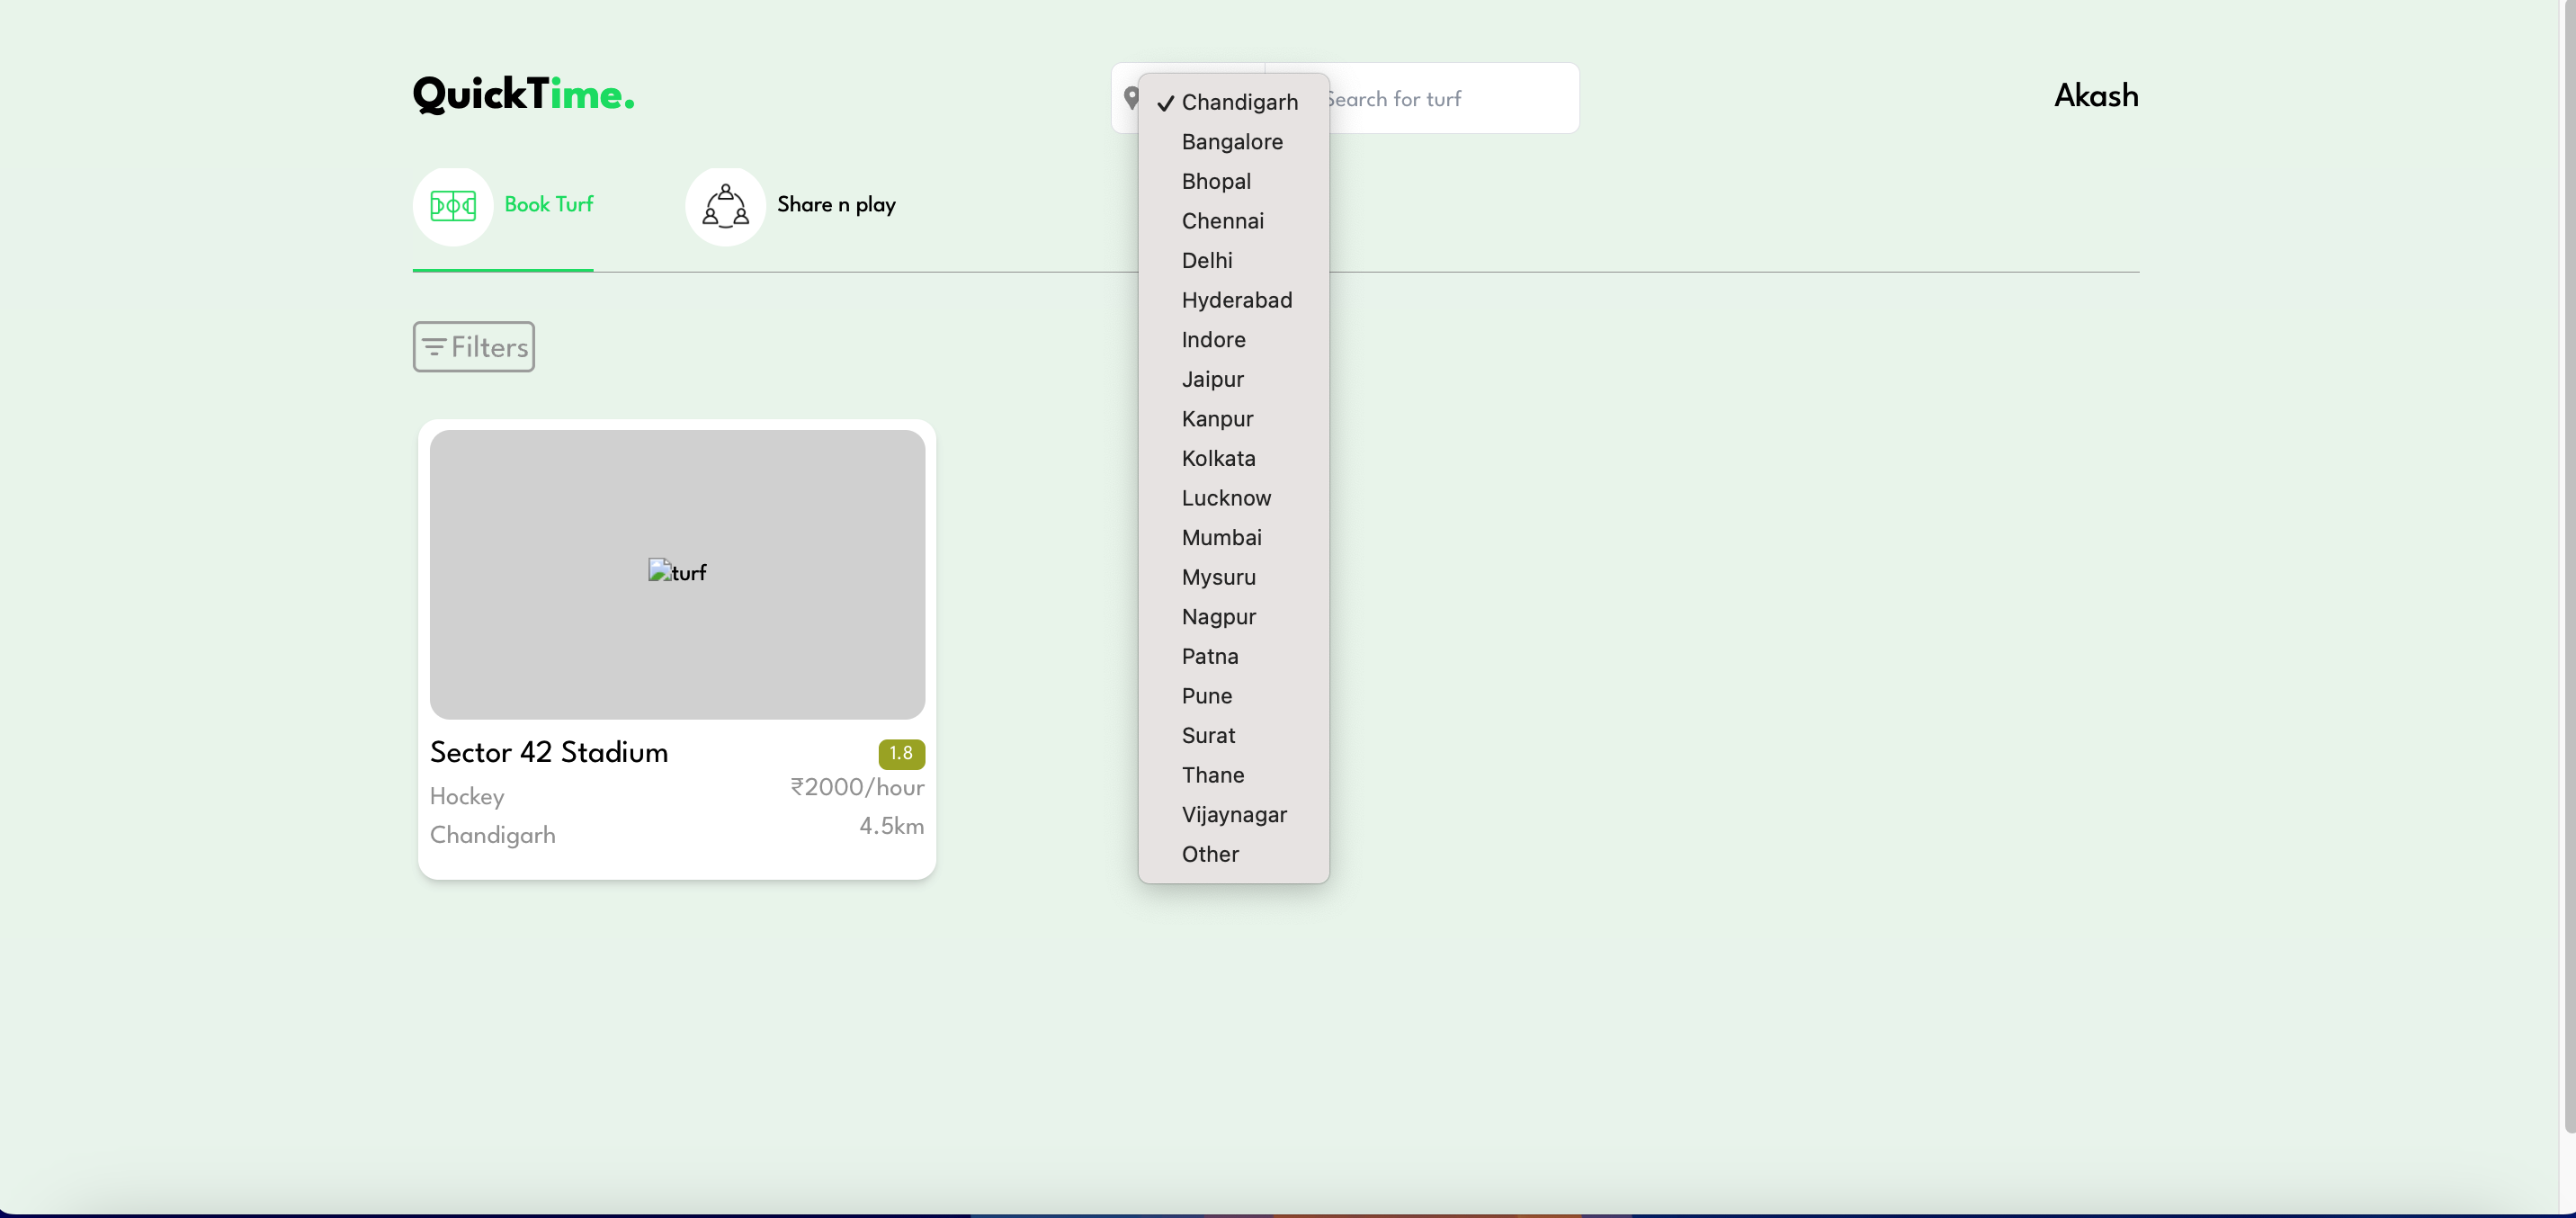 QuickTime.
Chandigarh
Bangalore
Bhopal
Chennai
Delhi
Hyderabad
Indore
Jaipur
Kanpur
Kolkata
Lucknow
Mumbai
Mysuru
Nagpur
Patna
Pune
Surat
Thane
Vijaynagar
Other
Search for turf
Akash
Book Turf
Share n play
Filters
turf
Sector 42 Stadium
1.8
Hockey
₹2000/hour
Chandigarh
4.5km